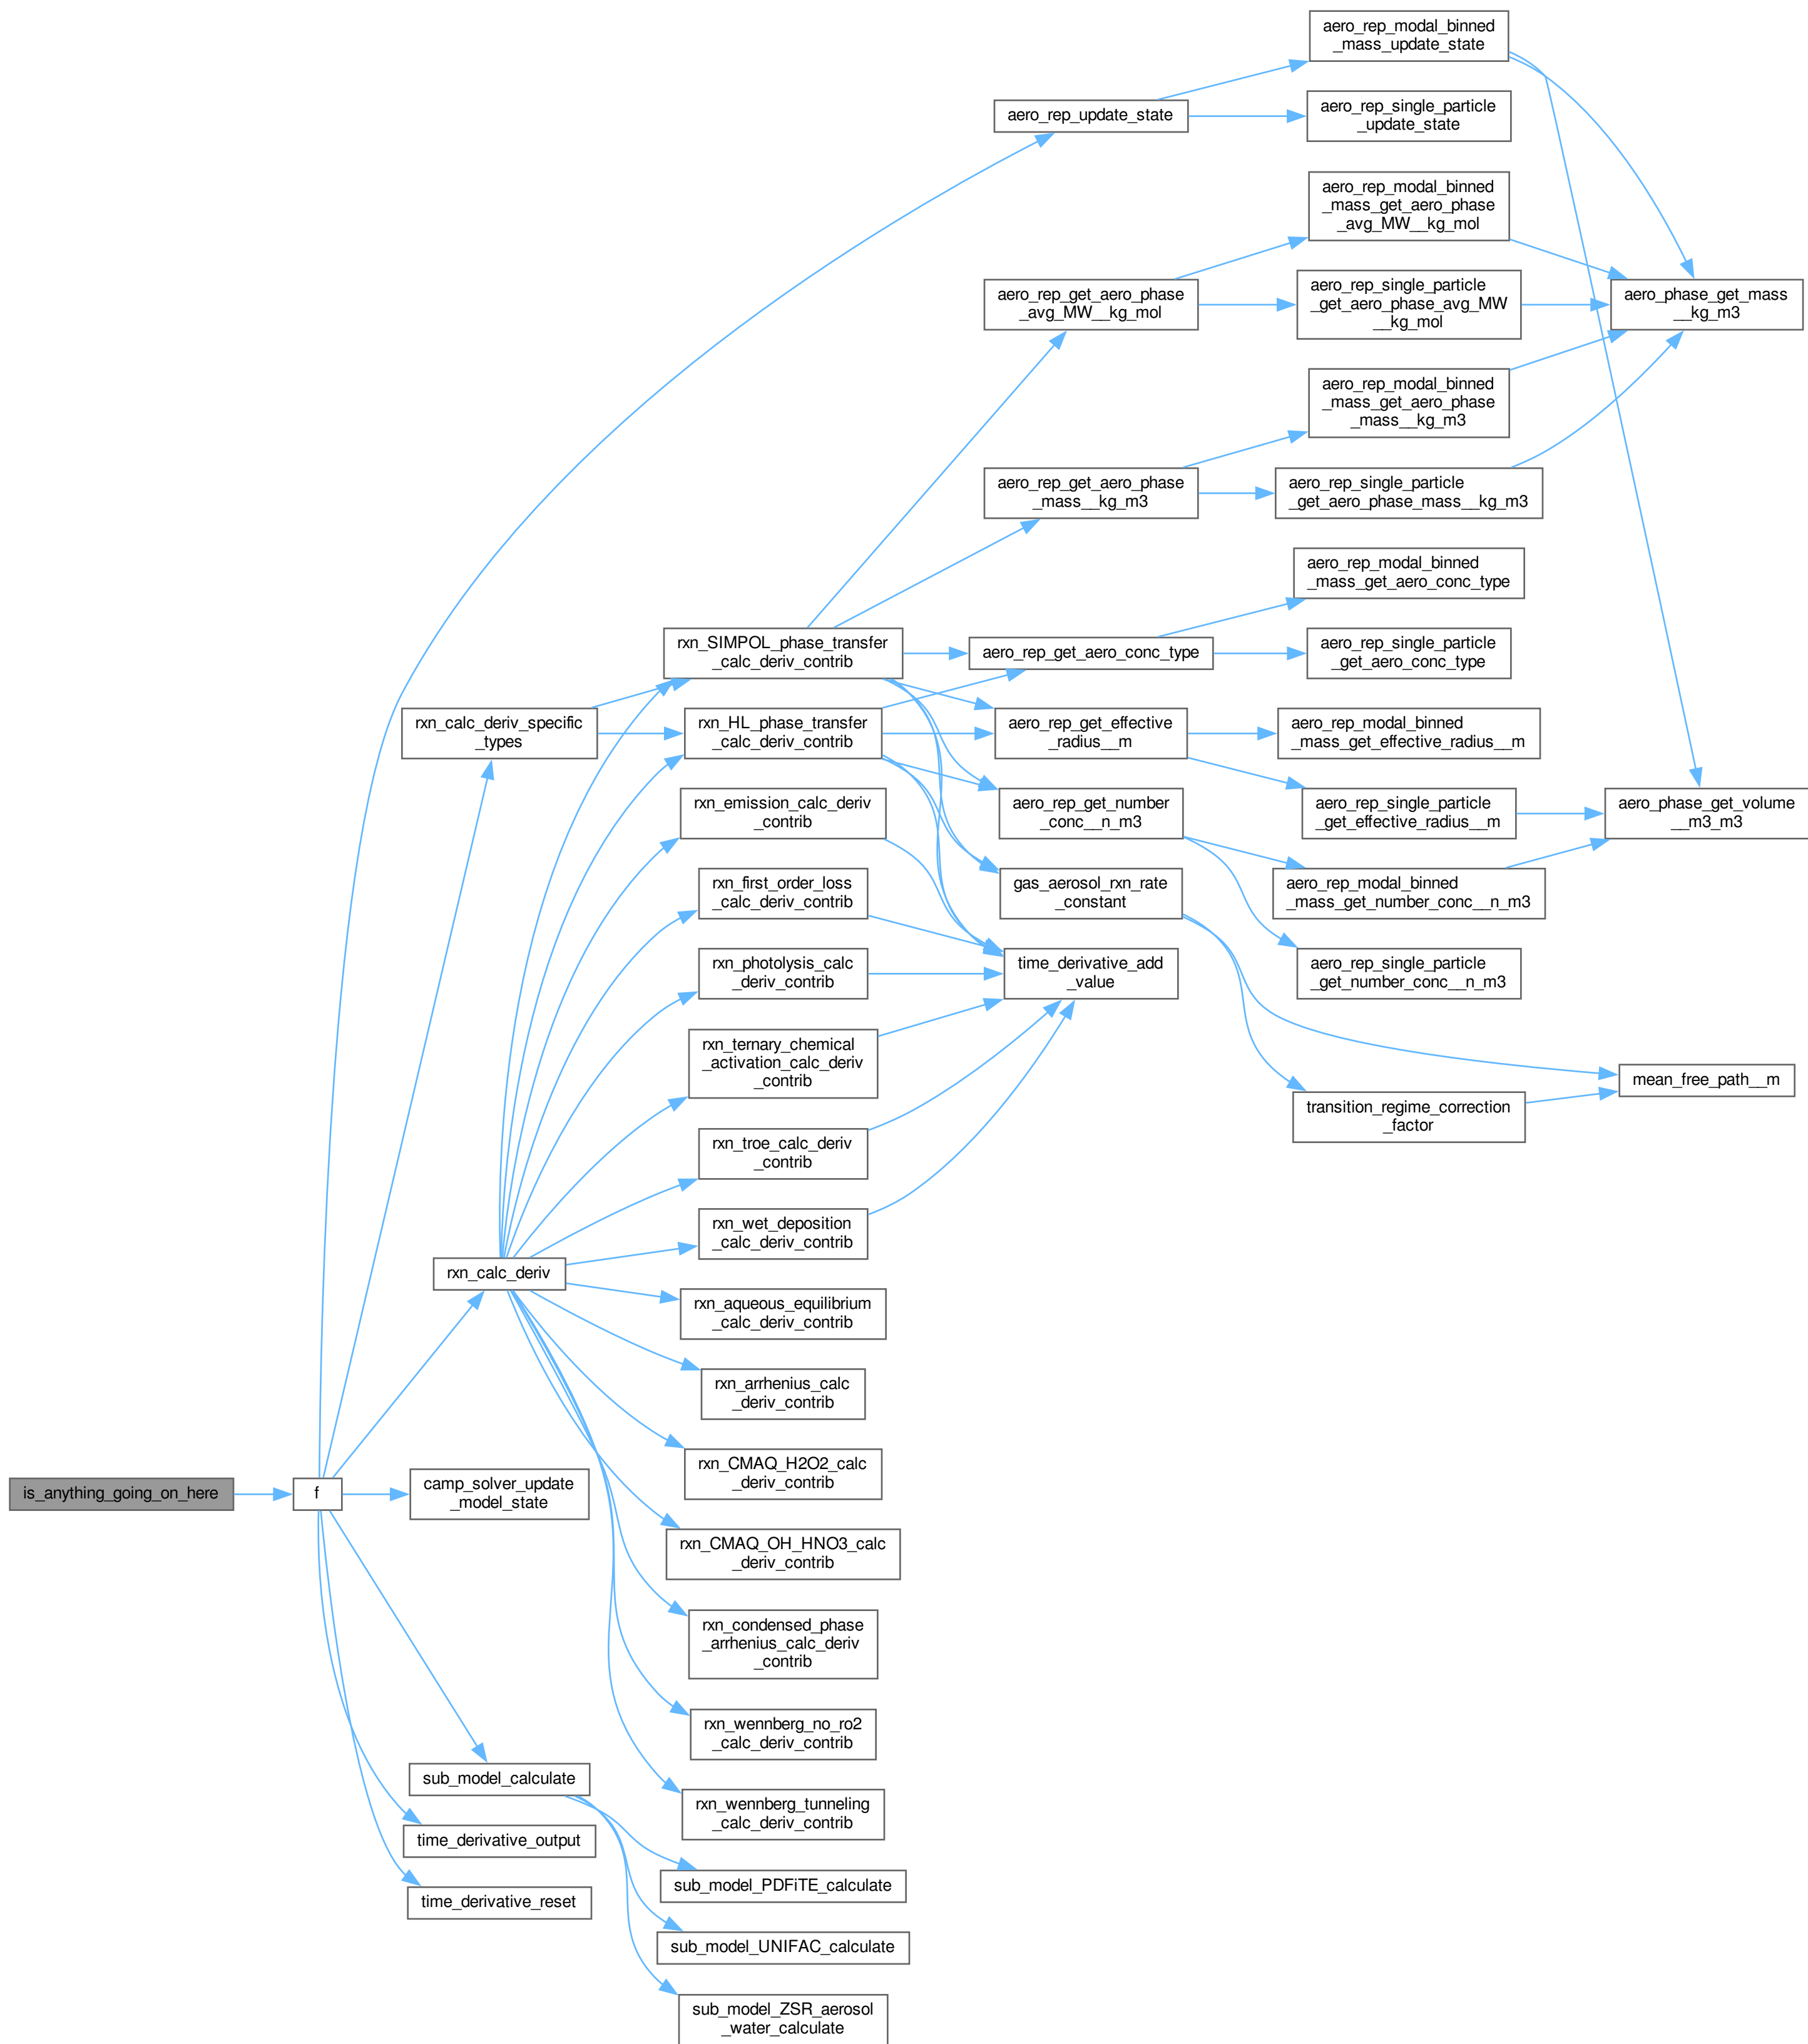 is_anything_going_on_here
f
aero_rep_update_state
rxn_calc_deriv_specific
_types
rxn_calc_deriv
camp_solver_update
_model_state
sub_model_calculate
time_derivative_output
time_derivative_reset
rxn_SIMPOL_phase_transfer
_calc_deriv_contrib
rxn_HL_phase_transfer
_calc_deriv_contrib
rxn_emission_calc_deriv
_contrib
rxn_first_order_loss
_calc_deriv_contrib
rxn_photolysis_calc
_deriv_contrib
rxn_ternary_chemical
_activation_calc_deriv
_contrib
rxn_troe_calc_deriv
_contrib
rxn_wet_deposition
_calc_deriv_contrib
rxn_aqueous_equilibrium
_calc_deriv_contrib
rxn_arrhenius_calc
_deriv_contrib
rxn_CMAQ_H2O2_calc
_deriv_contrib
rxn_CMAQ_OH_HNO3_calc
_deriv_contrib
rxn_condensed_phase
_arrhenius_calc_deriv
_contrib
rxn_wennberg_no_ro2
_calc_deriv_contrib
rxn_wennberg_tunneling
_calc_deriv_contrib
sub_model_PDFiTE_calculate
sub_model_UNIFAC_calculate
sub_model_ZSR_aerosol
_water_calculate
aero_rep_get_aero_phase
_avg_MW__kg_mol
aero_rep_get_aero_phase
_mass__kg_m3
aero_rep_get_aero_conc_type
aero_rep_get_effective
_radius__m
aero_rep_get_number
_conc__n_m3
gas_aerosol_rxn_rate
_constant
time_derivative_add
_value
aero_rep_modal_binned
_mass_update_state
aero_rep_single_particle
_update_state
aero_rep_modal_binned
_mass_get_aero_phase
_avg_MW__kg_mol
aero_rep_single_particle
_get_aero_phase_avg_MW
__kg_mol
aero_rep_modal_binned
_mass_get_aero_phase
_mass__kg_m3
aero_rep_single_particle
_get_aero_phase_mass__kg_m3
aero_rep_modal_binned
_mass_get_aero_conc_type
aero_rep_single_particle
_get_aero_conc_type
aero_rep_modal_binned
_mass_get_effective_radius__m
aero_rep_single_particle
_get_effective_radius__m
aero_rep_modal_binned
_mass_get_number_conc__n_m3
aero_rep_single_particle
_get_number_conc__n_m3
transition_regime_correction
_factor
aero_phase_get_mass
__kg_m3
aero_phase_get_volume
__m3_m3
mean_free_path__m